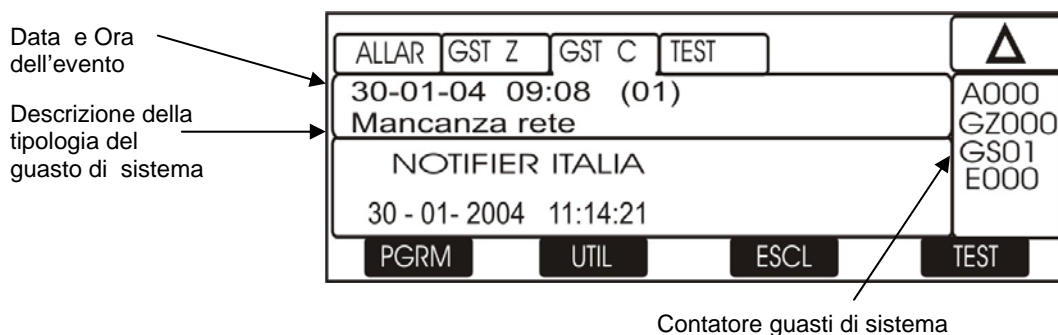 Data e Ora
dell'evento
Descrizione della
tipologia del
guasto di sistema
ALLAR GST Z GST C TEST
30-01-04 09:08 (01)
Mancanza rete
NOTIFIER ITALIA
30 - 01- 2004 11:14:21
A000
GZ000
GS01
E000
PGRM UTIL ESCL TEST
Contatore guasti di sistema